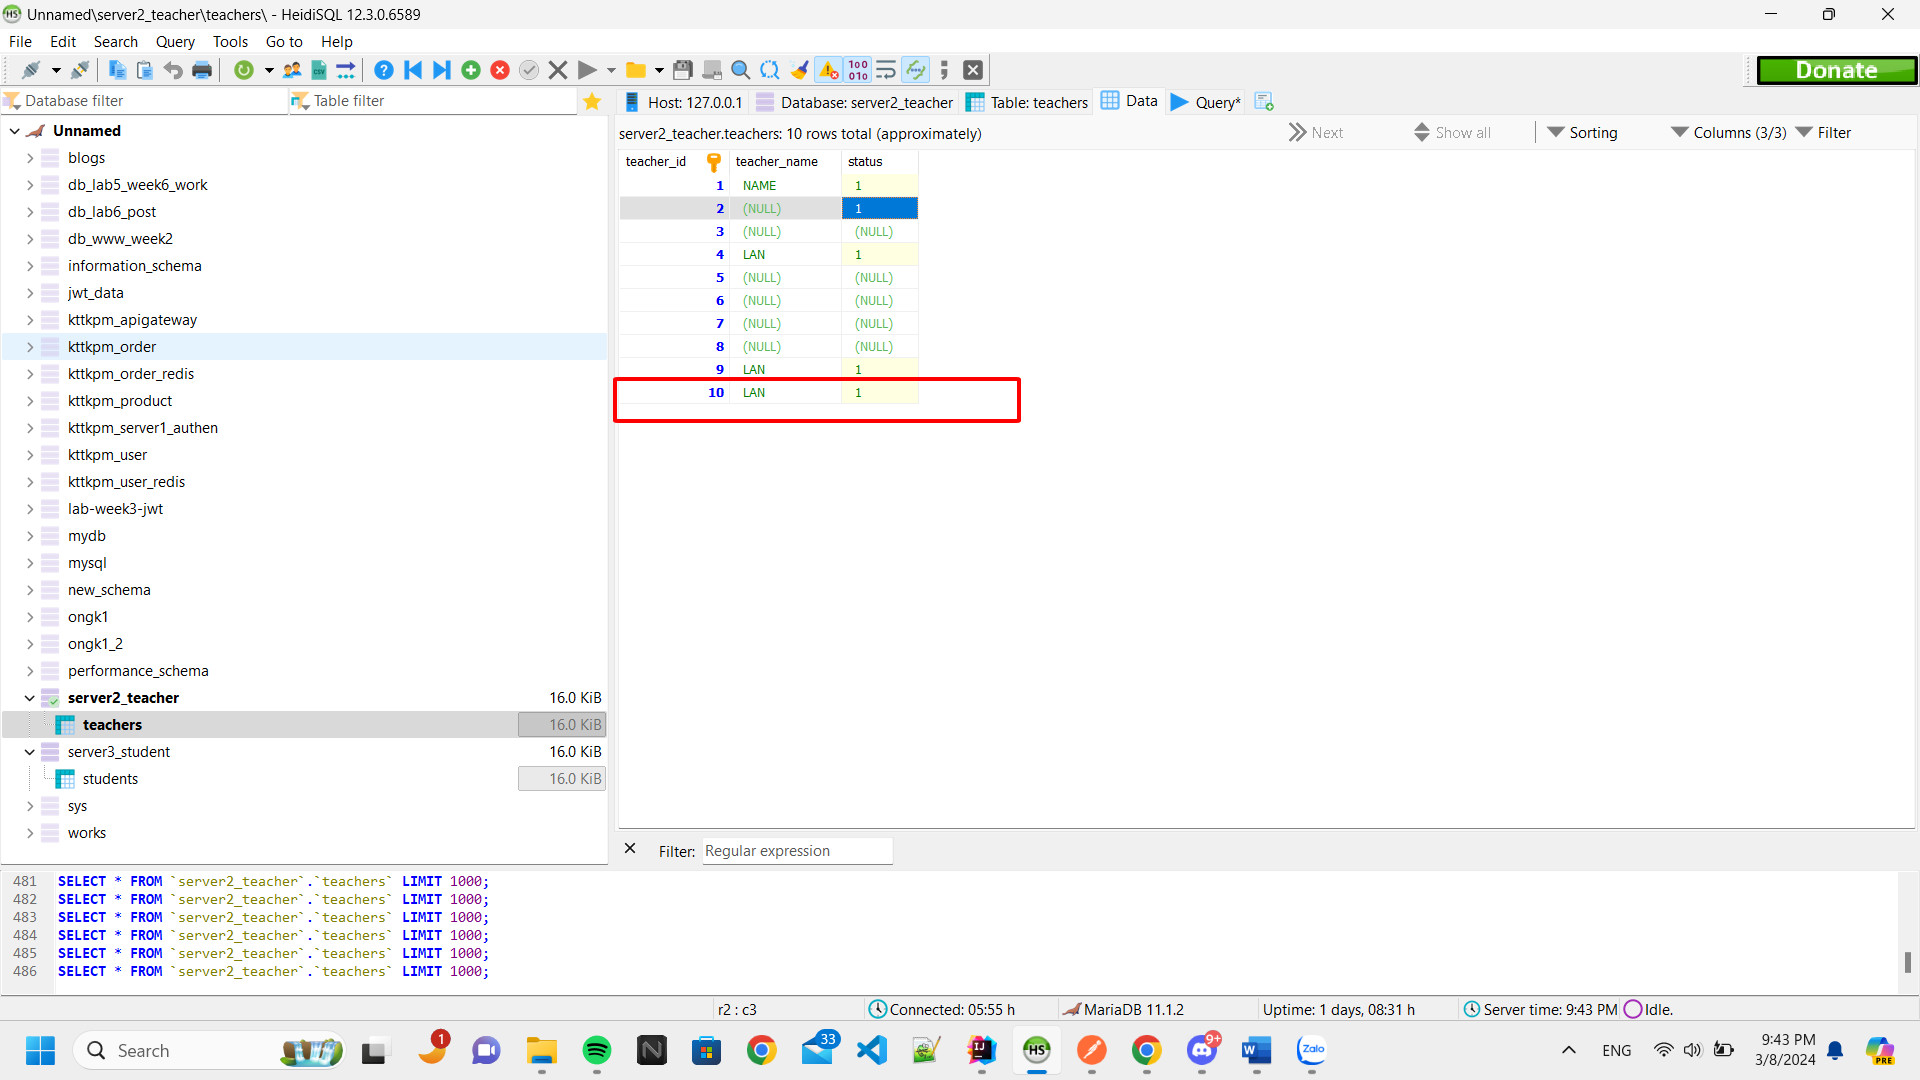 Unnamed\server2_teacher\teachers\ - HeidiSQL 12.3.0.6589
File Edit Search Query Tools Go to Help
Donate
Database filter
Table filter
Host: 127.0.0.1
Database: server2_teacher
Table: teachers
Data
Query*
server2_teacher.teachers: 10 rows total (approximately)
Next
Show all
Sorting
Columns (3/3)
Filter
Unnamed
blogs
db_lab5_week6_work
db_lab6_post
db_www_week2
information_schema
jwt_data
kttkpm_apigateway
kttkpm_order
kttkpm_order_redis
kttkpm_product
kttkpm_server1_authen
kttkpm_user
kttkpm_user_redis
lab-week3-jwt
mydb
mysql
new_schema
ongk1
ongk1_2
performance_schema
server2_teacher 16.0 KiB
teachers 16.0 KiB
server3_student 16.0 KiB
students 16.0 KiB
sys
works
teacher_id teacher_name status
1 NAME 1
2 (NULL) 1
3 (NULL) (NULL)
4 LAN 1
5 (NULL) (NULL)
6 (NULL) (NULL)
7 (NULL) (NULL)
8 (NULL) (NULL)
9 LAN 1
10 LAN 1
Filter: Regular expression
481 SELECT * FROM `server2_teacher`.`teachers` LIMIT 1000;
482 SELECT * FROM `server2_teacher`.`teachers` LIMIT 1000;
483 SELECT * FROM `server2_teacher`.`teachers` LIMIT 1000;
484 SELECT * FROM `server2_teacher`.`teachers` LIMIT 1000;
485 SELECT * FROM `server2_teacher`.`teachers` LIMIT 1000;
486 SELECT * FROM `server2_teacher`.`teachers` LIMIT 1000;
r2 : c3
Connected: 05:55 h
MariaDB 11.1.2
Uptime: 1 days, 08:31 h
Server time: 9:43 PM
Idle.
Search
1
33
HS
9+
Zalo
ENG
9:43 PM
3/8/2024
PRE